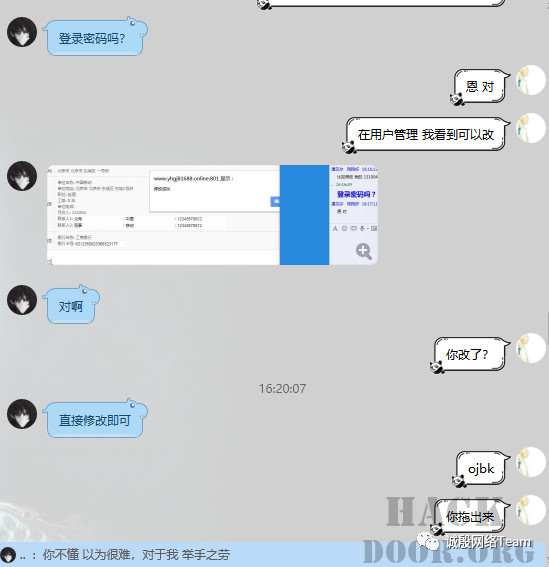 登录密码吗？
恩 对
在用户管理 我看到可以改
www.yhgj81688.online:801 显示：
修改成功
登录密码吗？
恩 对
对啊
你改了？
16:20:07
直接修改即可
ojbk
你拖出来
HACK
DOOR.ORG
诚殷网络Team
.. ：你不懂 以为很难，对于我 举手之劳